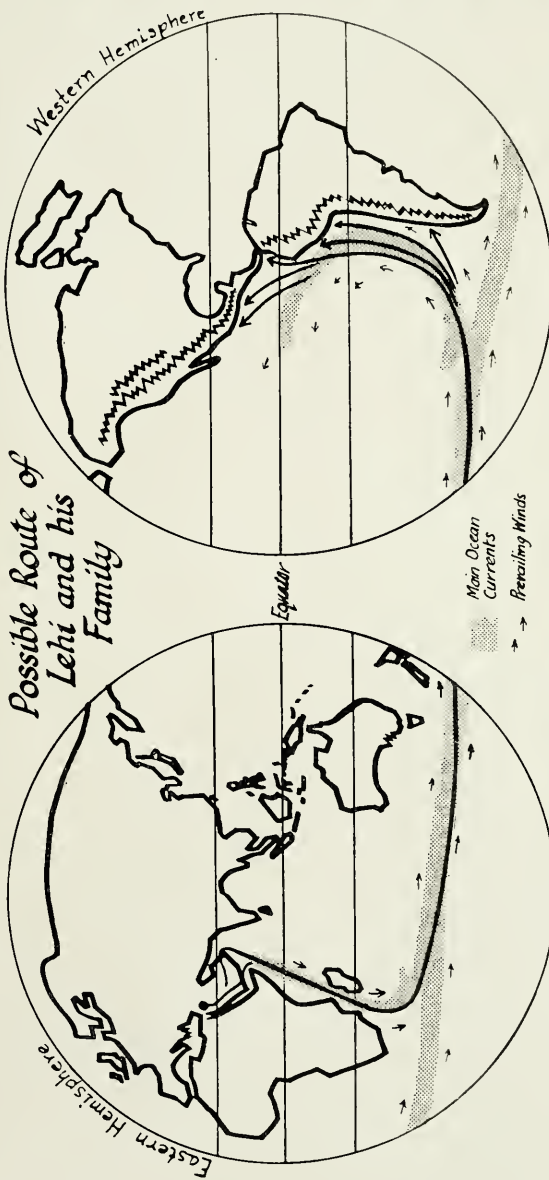 Possible Route of
Lehi and his
Family
Eastern Hemisphere
Western Hemisphere
Equator
Main Ocean
Currents
Prevailing Winds